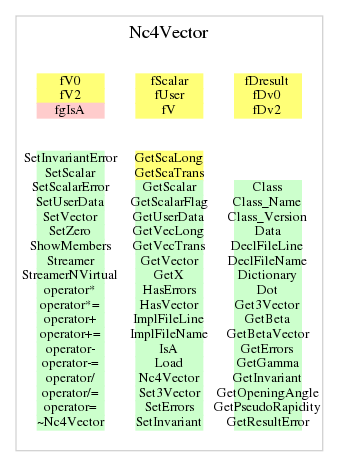 Nc4Vector
fV0 fScalar fDresult
fV2 fUser fDv0
fgIsA fV fDv2
SetInvariantError GetScaLong
SetScalar GetScaTrans
SetScalarError GetScalar Class
SetUserData GetScalarFlag Class_Name
SetVector GetUserData Class_Version
SetZero GetVecLong Data
ShowMembers GetVecTrans DeclFileLine
Streamer GetVector DeclFileName
StreamerNVirtual GetX Dictionary
operator* HasErrors Dot
operator*= HasVector Get3Vector
operator+ ImplFileLine GetBeta
operator+= ImplFileName GetBetaVector
operator- IsA GetErrors
operator-= Load GetGamma
operator/ Nc4Vector GetInvariant
operator/= Set3Vector GetOpeningAngle
operator= SetErrors GetPseudoRapidity
~Nc4Vector SetInvariant GetResultError